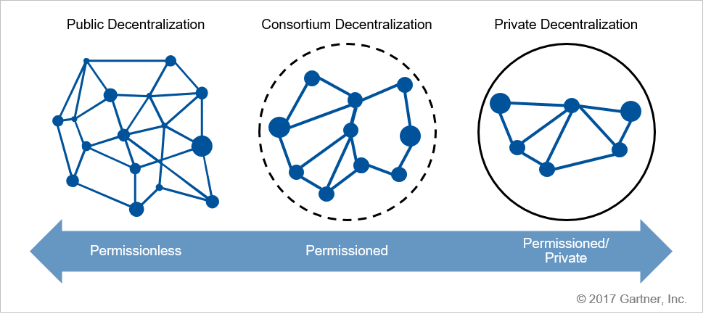 Public Decentralization
Consortium Decentralization
Private Decentralization
Permissionless
Permissioned
Permissioned/
Private
© 2017 Gartner, Inc.